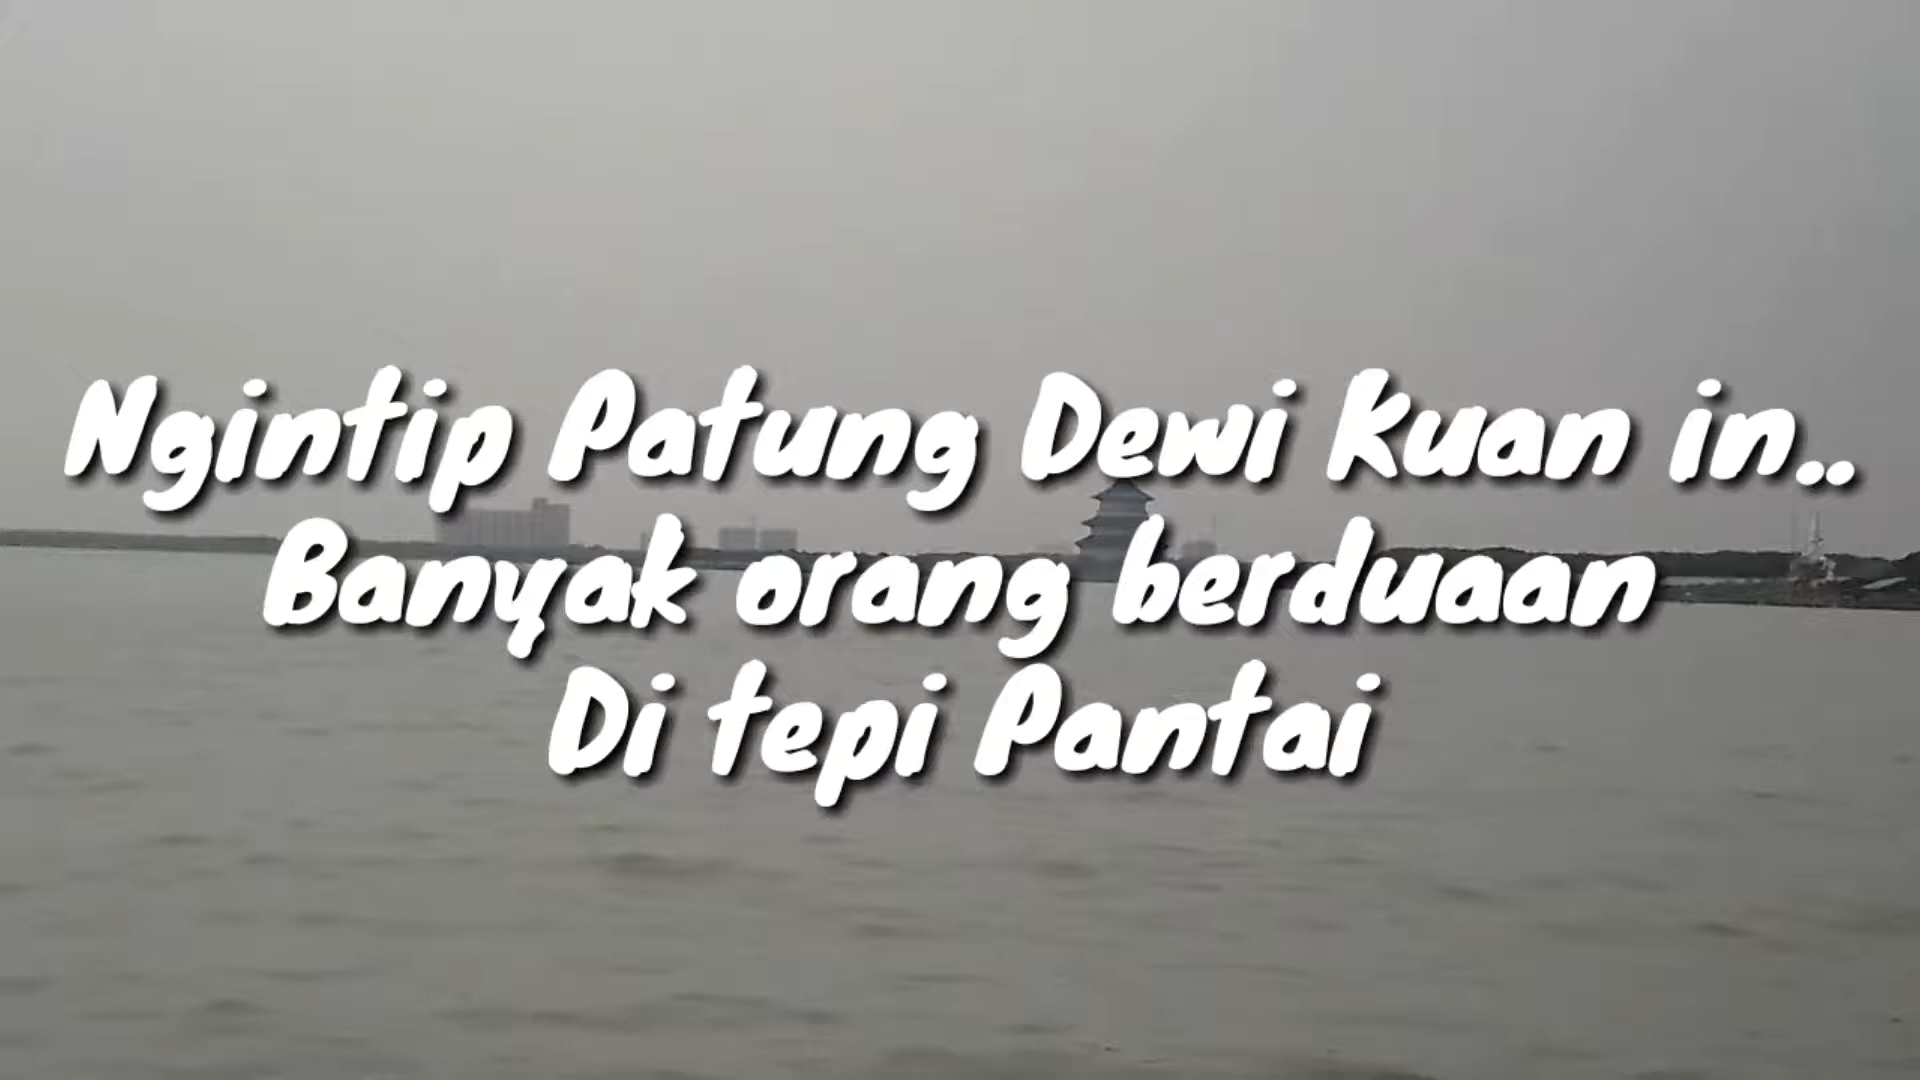 Ngintip Patung Dewi Kuan in..
Banyak orang berduaan
Di tepi Pantai